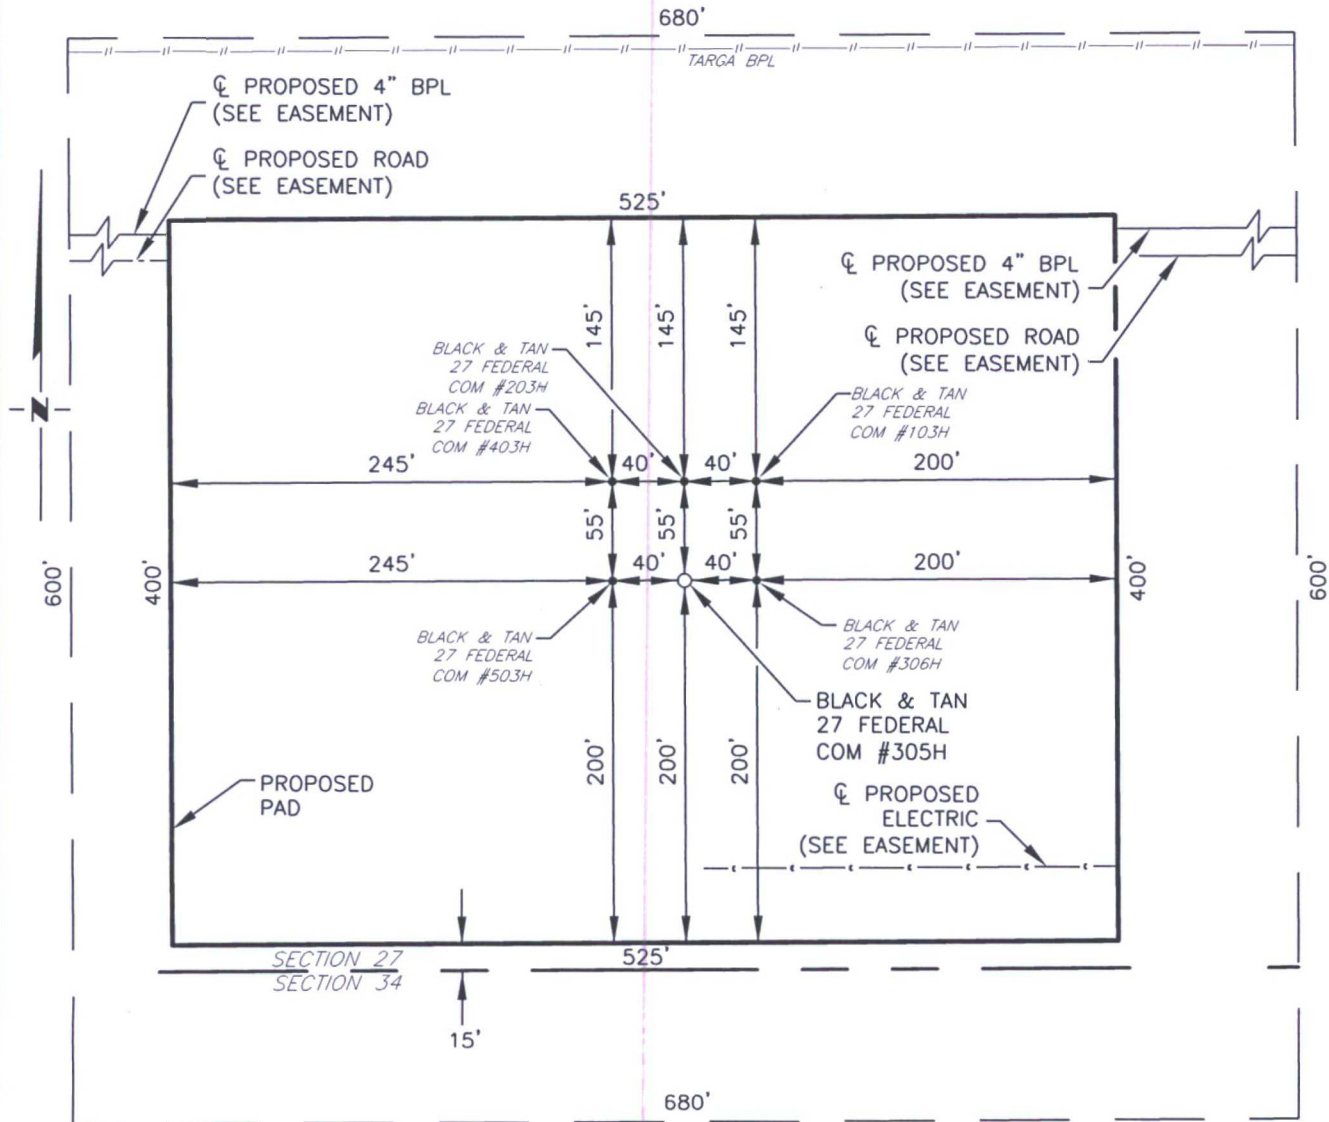 680'
TARGA BPL
℄ PROPOSED 4" BPL
(SEE EASEMENT)
℄ PROPOSED ROAD
(SEE EASEMENT)
525'
℄ PROPOSED 4" BPL
(SEE EASEMENT)
℄ PROPOSED ROAD
(SEE EASEMENT)
145'
145'
145'
BLACK & TAN
27 FEDERAL
COM #203H
BLACK & TAN
27 FEDERAL
COM #403H
BLACK & TAN
27 FEDERAL
COM #103H
N
245'
40'
40'
200'
55'
55'
55'
245'
40'
40'
200'
600'
400'
400'
600'
BLACK & TAN
27 FEDERAL
COM #503H
BLACK & TAN
27 FEDERAL
COM #306H
BLACK & TAN
27 FEDERAL
COM #305H
200'
200'
200'
PROPOSED
PAD
℄ PROPOSED
ELECTRIC
(SEE EASEMENT)
SECTION 27
525'
SECTION 34
15'
680'